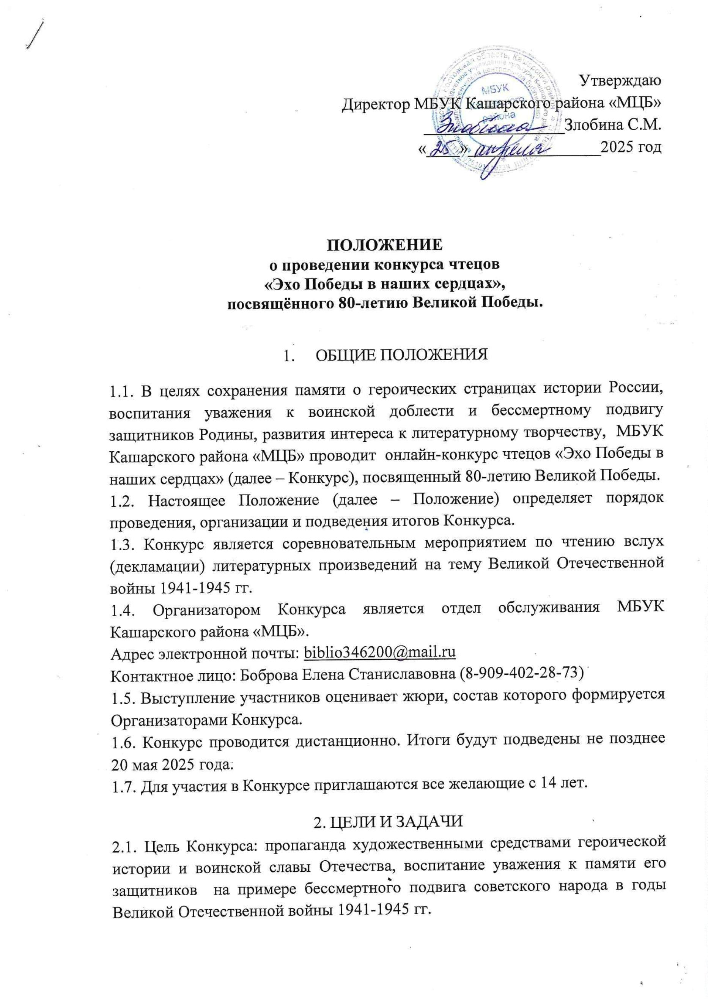 Утверждаю
Директор МБУК Кашарского района «МЦБ»
Злобина С.М.
«25» апреля 2025 год
МБУК
района
ПОЛОЖЕНИЕ
о проведении конкурса чтецов
«Эхо Победы в наших сердцах»,
посвящённого 80-летию Великой Победы.
1. ОБЩИЕ ПОЛОЖЕНИЯ
1.1. В целях сохранения памяти о героических страницах истории России,
воспитания уважения к воинской доблести и бессмертному подвигу
защитников Родины, развития интереса к литературному творчеству, МБУК
Кашарского района «МЦБ» проводит онлайн-конкурс чтецов «Эхо Победы в
наших сердцах» (далее – Конкурс), посвященный 80-летию Великой Победы.
1.2. Настоящее Положение (далее – Положение) определяет порядок
проведения, организации и подведения итогов Конкурса.
1.3. Конкурс является соревновательным мероприятием по чтению вслух
(декламации) литературных произведений на тему Великой Отечественной
войны 1941-1945 гг.
1.4. Организатором Конкурса является отдел обслуживания МБУК
Кашарского района «МЦБ».
Адрес электронной почты: biblio346200@mail.ru
Контактное лицо: Боброва Елена Станиславовна (8-909-402-28-73)
1.5. Выступление участников оценивает жюри, состав которого формируется
Организаторами Конкурса.
1.6. Конкурс проводится дистанционно. Итоги будут подведены не позднее
20 мая 2025 года.
1.7. Для участия в Конкурсе приглашаются все желающие с 14 лет.
2. ЦЕЛИ И ЗАДАЧИ
2.1. Цель Конкурса: пропаганда художественными средствами героической
истории и воинской славы Отечества, воспитание уважения к памяти его
защитников на примере бессмертного подвига советского народа в годы
Великой Отечественной войны 1941-1945 гг.